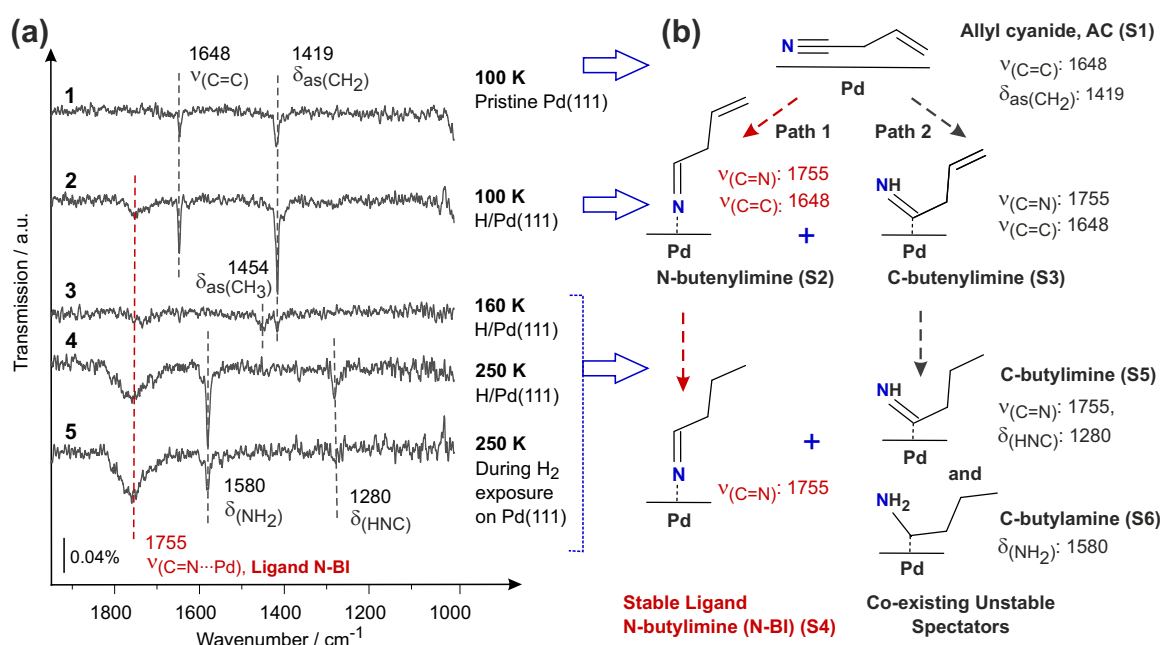 (a)
1648
ν(C=C)
1419
δas(CH2)
1
100 K
Pristine Pd(111)
2
100 K
H/Pd(111)
1454
δas(CH3)
3
160 K
H/Pd(111)
4
250 K
H/Pd(111)
5
250 K
During H2
exposure
on Pd(111)
1580
δ(NH2)
1280
δ(HNC)
1755
ν(C=N···Pd), Ligand N-BI
0.04%
Transmission / a.u.
1800
1600
1400
1200
1000
Wavenumber / cm-1
(b)
N
Pd
Allyl cyanide, AC (S1)
ν(C=C): 1648
δas(CH2): 1419
Path 1
Path 2
N
Pd
ν(C=N): 1755
ν(C=C): 1648
+
N-butenylimine (S2)
NH
Pd
ν(C=N): 1755
ν(C=C): 1648
C-butenylimine (S3)
N
Pd
ν(C=N): 1755
+
NH
Pd
C-butylimine (S5)
ν(C=N): 1755,
δ(HNC): 1280
and
NH2
Pd
C-butylamine (S6)
δ(NH2): 1580
Stable Ligand
N-butylimine (N-BI) (S4)
Co-existing Unstable
Spectators